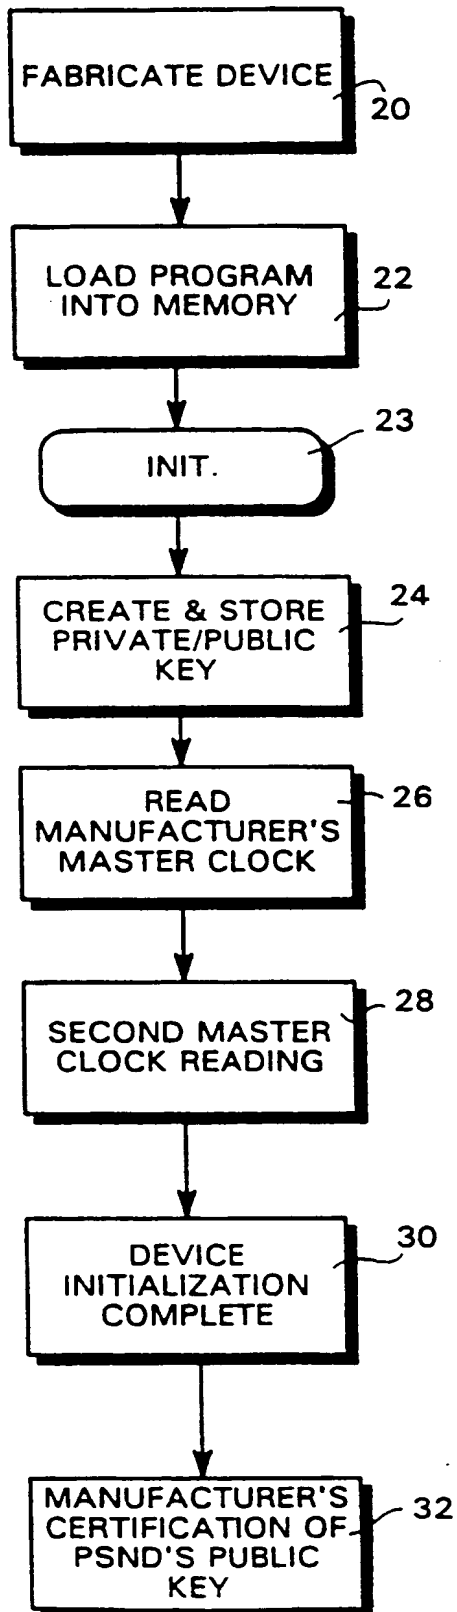 FABRICATE DEVICE
20
LOAD PROGRAM
INTO MEMORY
22
23
INIT.
CREATE & STORE
PRIVATE/PUBLIC
KEY
24
READ
MANUFACTURER'S
MASTER CLOCK
26
SECOND MASTER
CLOCK READING
28
DEVICE
INITIALIZATION
COMPLETE
30
MANUFACTURER'S
CERTIFICATION OF
PSND'S PUBLIC
KEY
32